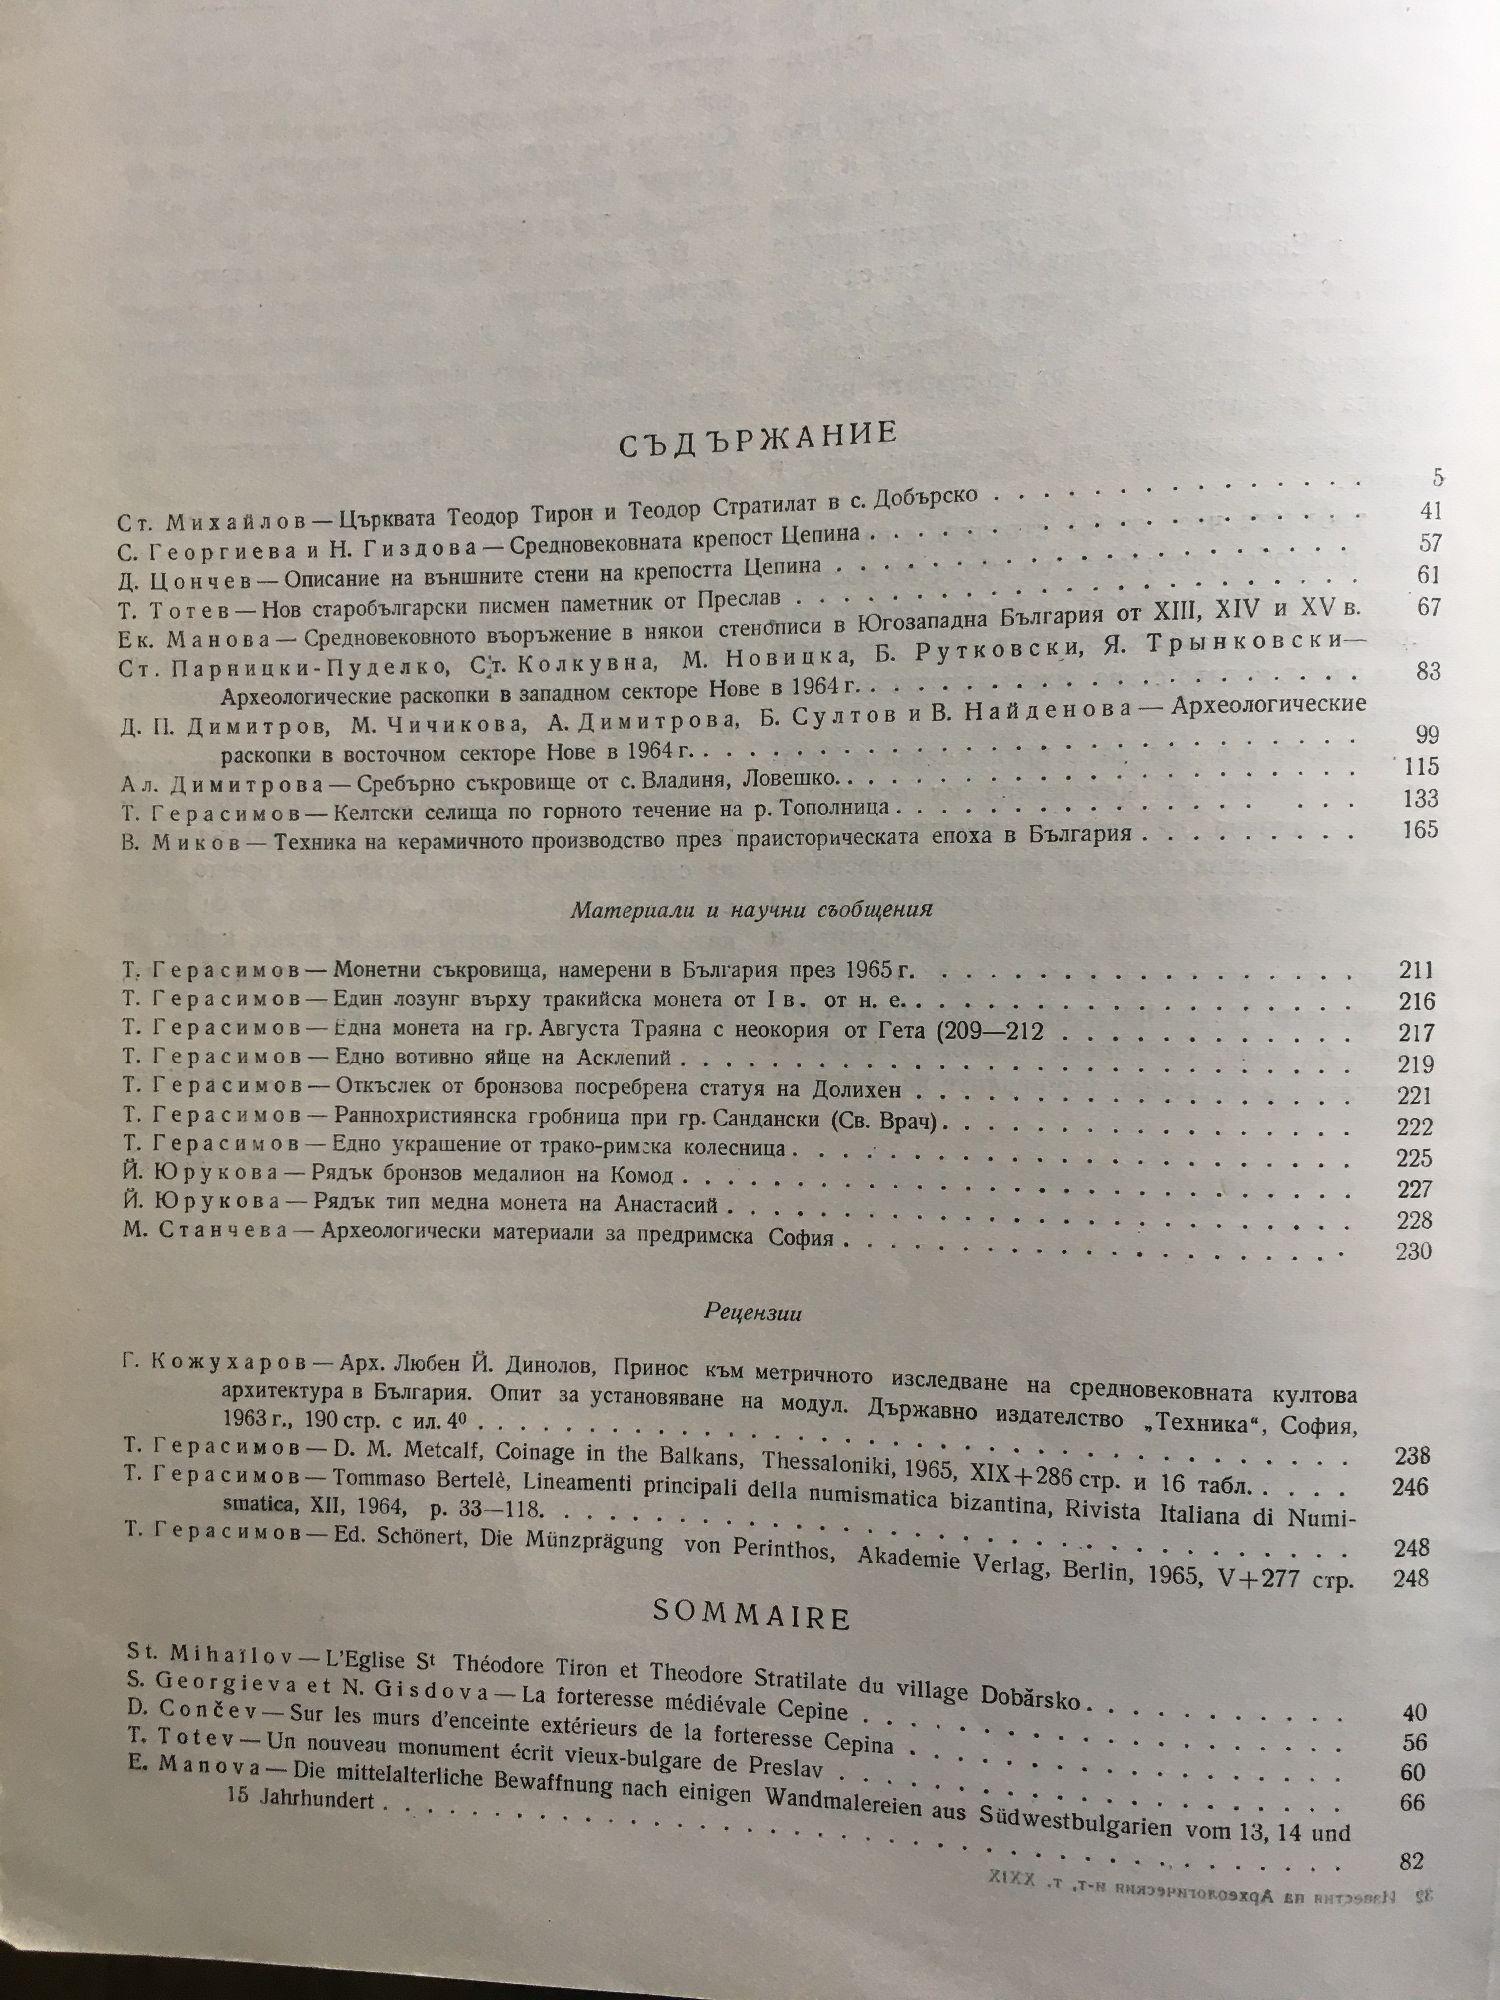 СЪДЪРЖАНИЕ
Ст. Михайлов — Църквата Теодор Тирон и Теодор Стратилат в с. Добърско . . . . . . . . . . . . . 5
С. Георгиева и Н. Гиздова — Средновековната крепост Цепина . . . . . . . . . . . . . . . . . . 41
Д. Цончев — Описание на външните стени на крепостта Цепина . . . . . . . . . . . . . . . . . . . 57
Т. Тотев — Нов старобългарски писмен паметник от Преслав . . . . . . . . . . . . . . . . . . . . 61
Ек. Манова — Средновековното въоръжение в някои стенописи в Югозападна България от XIII, XIV и XV в. 67
Ст. Парницки-Пуделко, Ст. Колкувна, М. Новицка, Б. Рутковски, Я. Трынковски —
Археологические раскопки в западном секторе Нове в 1964 г. . . . . . . . . . . . . . . . . . . 83
Д. П. Димитров, М. Чичикова, А. Димитрова, Б. Султов и В. Найденова — Археологические
раскопки в восточном секторе Нове в 1964 г. . . . . . . . . . . . . . . . . . . . . . . . . 99
Ал. Димитрова — Сребърно съкровище от с. Владиня, Ловешко. . . . . . . . . . . . . . . . . . . . 115
Т. Герасимов — Келтски селища по горното течение на р. Тополница . . . . . . . . . . . . . . . . 133
В. Миков — Техника на керамичното производство през праисторическата епоха в България . . . . . . . . . 165
Материали и научни съобщения
Т. Герасимов — Монетни съкровища, намерени в България през 1965 г. . . . . . . . . . . . . . . . 211
Т. Герасимов — Един лозунг върху тракийска монета от I в. от н. е. . . . . . . . . . . . . . . . . 216
Т. Герасимов — Една монета на гр. Августа Траяна с неокория от Гета (209—212 . . . . . . . . . . . . 217
Т. Герасимов — Едно вотивно яйце на Асклепий . . . . . . . . . . . . . . . . . . . . . . . . . 219
Т. Герасимов — Откъслек от бронзова посребрена статуя на Долихен . . . . . . . . . . . . . . . . 221
Т. Герасимов — Раннохристиянска гробница при гр. Сандански (Св. Врач) . . . . . . . . . . . . . . . 222
Т. Герасимов — Едно украшение от трако-римска колесница . . . . . . . . . . . . . . . . . . . . 225
Й. Юрукова — Рядък бронзов медалион на Комод . . . . . . . . . . . . . . . . . . . . . . . . . 227
Й. Юрукова — Рядък тип медна монета на Анастасий . . . . . . . . . . . . . . . . . . . . . . . 228
М. Станчева — Археологически материали за предримска София . . . . . . . . . . . . . . . . . . 230
Рецензии
Г. Кожухаров — Арх. Любен Й. Динолов, Принос към метричното изследване на средновековната култова
архитектура в България. Опит за установяване на модул. Държавно издателство „Техника“, София,
1963 г., 190 стр. с ил. 4⁰ . . . . . . . . . . . . . . . . . . . . . . . . . . . . . . . . . 238
Т. Герасимов — D. M. Metcalf, Coinage in the Balkans, Thessaloniki, 1965, XIX+286 стр. и 16 табл. . . . . . 246
Т. Герасимов — Tommaso Bertelè, Lineamenti principali della numismatica bizantina, Rivista Italiana di Numi-
smatica, XII, 1964, p. 33—118. . . . . . . . . . . . . . . . . . . . . . . . . . . . . . . 248
Т. Герасимов — Ed. Schönert, Die Münzprägung von Perinthos, Akademie Verlag, Berlin, 1965, V+277 стр. 248
SOMMAIRE
St. Mihaïlov — L'Eglise St Théodore Tiron et Theodore Stratilate du village Dobărsko . . . . . . . . . . . 40
S. Georgieva et N. Gisdova — La forteresse médiévale Cepine . . . . . . . . . . . . . . . . . . . 56
D. Cončev — Sur les murs d'enceinte extérieurs de la forteresse Cepina . . . . . . . . . . . . . . . 60
T. Totev — Un nouveau monument écrit vieux-bulgare de Preslav . . . . . . . . . . . . . . . . . . 66
E. Manova — Die mittelalterliche Bewaffnung nach einigen Wandmalereien aus Südwestbulgarien vom 13, 14 und
15 Jahrhundert . . . . . . . . . . . . . . . . . . . . . . . . . . . . . . . . . . . . . . 82
32 Известия на Археологическия и-т, т. XXIX